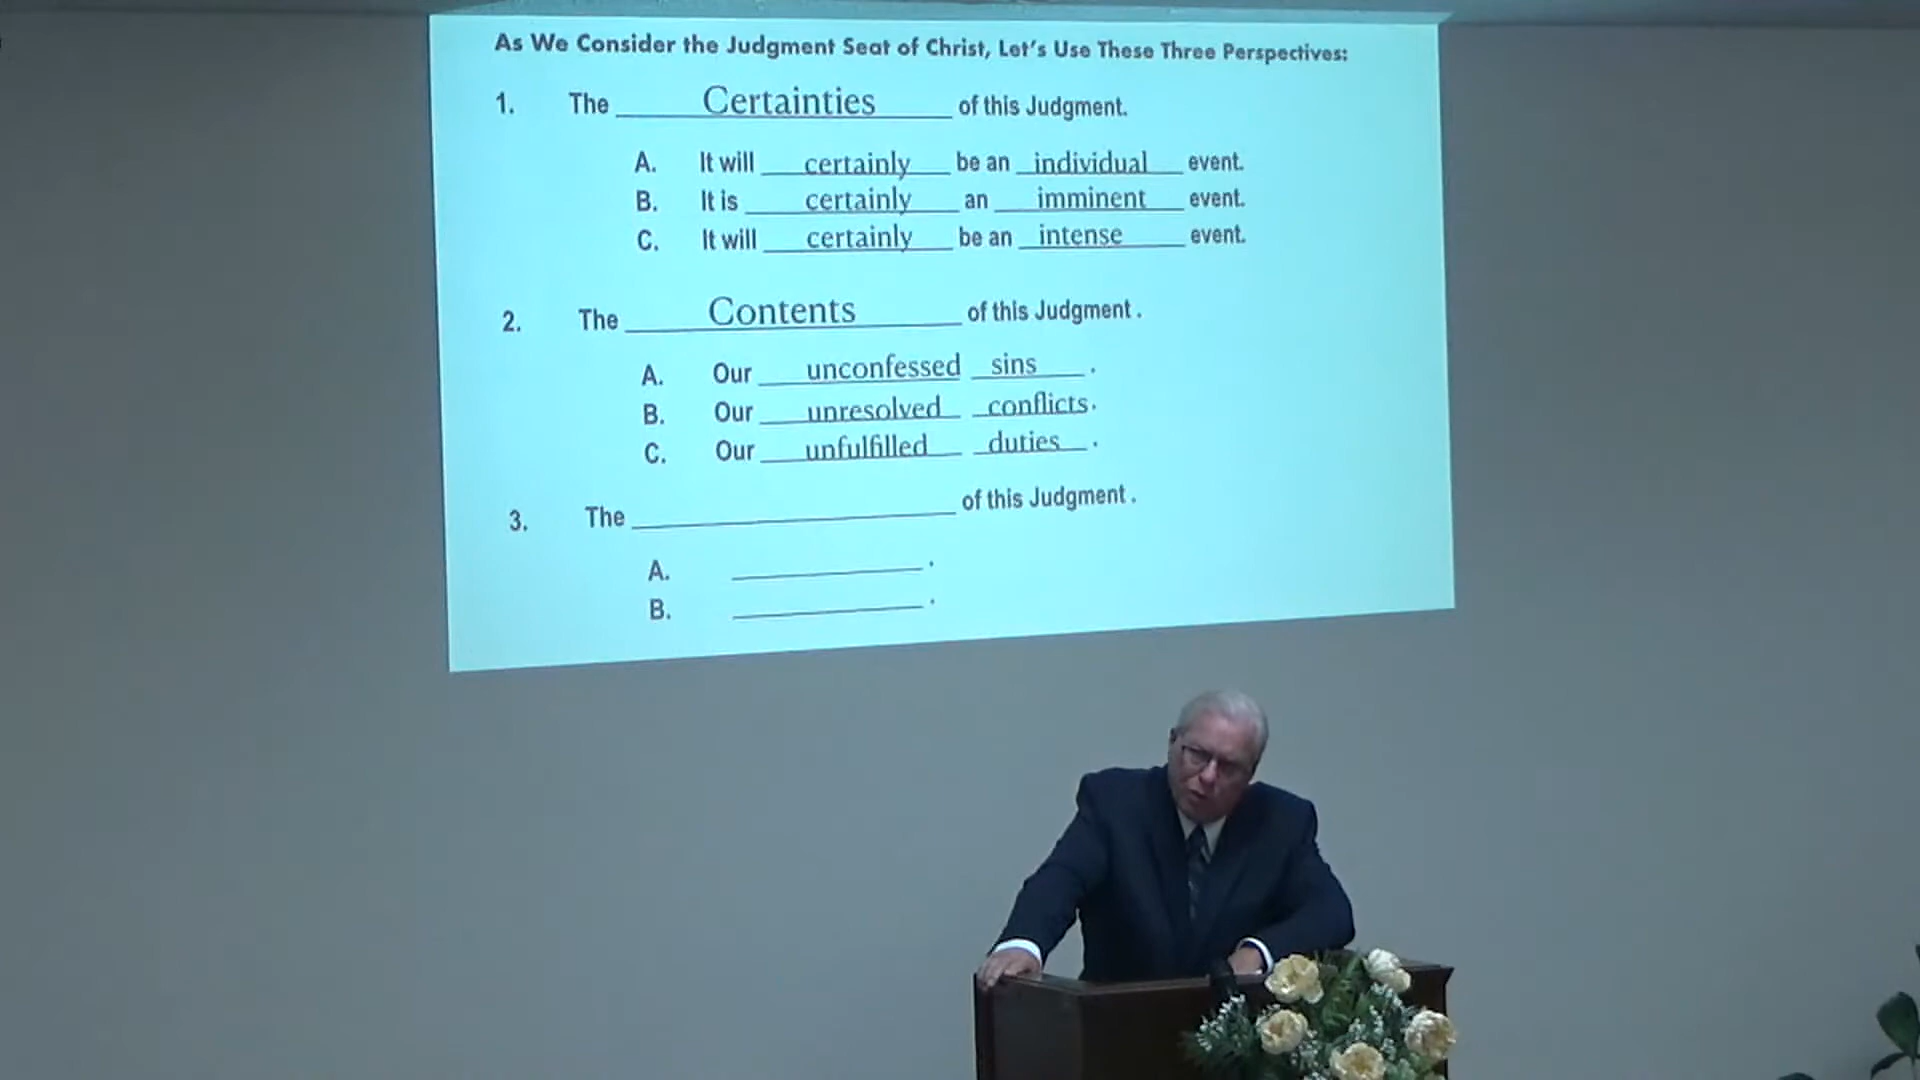 As We Consider the Judgment Seat of Christ, Let's Use These Three Perspectives:
1. The Certainties of this Judgment.
A. It will certainly be an individual event.
B. It is certainly an imminent event.
C. It will certainly be an intense event.
2. The Contents of this Judgment .
A. Our unconfessed sins .
B. Our unresolved conflicts.
C. Our unfulfilled duties .
3. The ____________ of this Judgment .
A. ____________ .
B. ____________ .